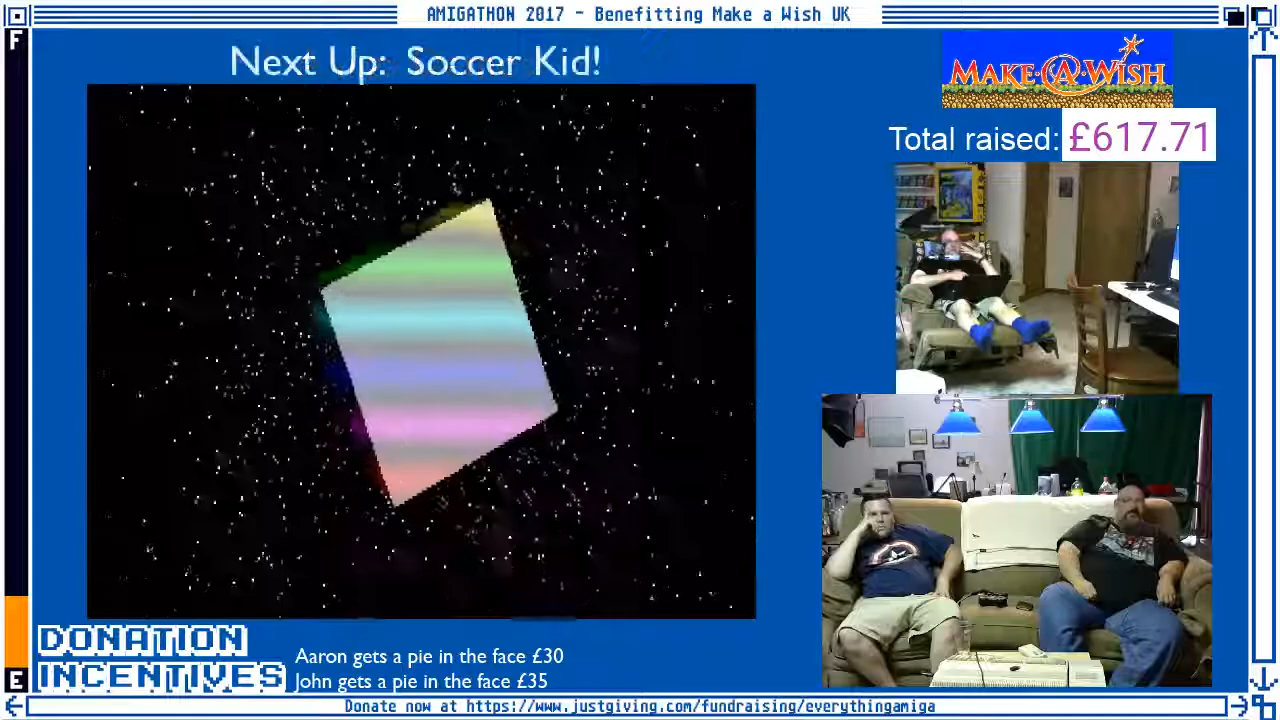 AMIGATHON 2017 - Benefitting Make a Wish UK
F
Next Up: Soccer Kid!
MAKE-A-WISH
Total raised: £617.71
DONATION
INCENTIVES
Aaron gets a pie in the face £30
John gets a pie in the face £35
E
Donate now at https://www.justgiving.com/fundraising/everythingamiga